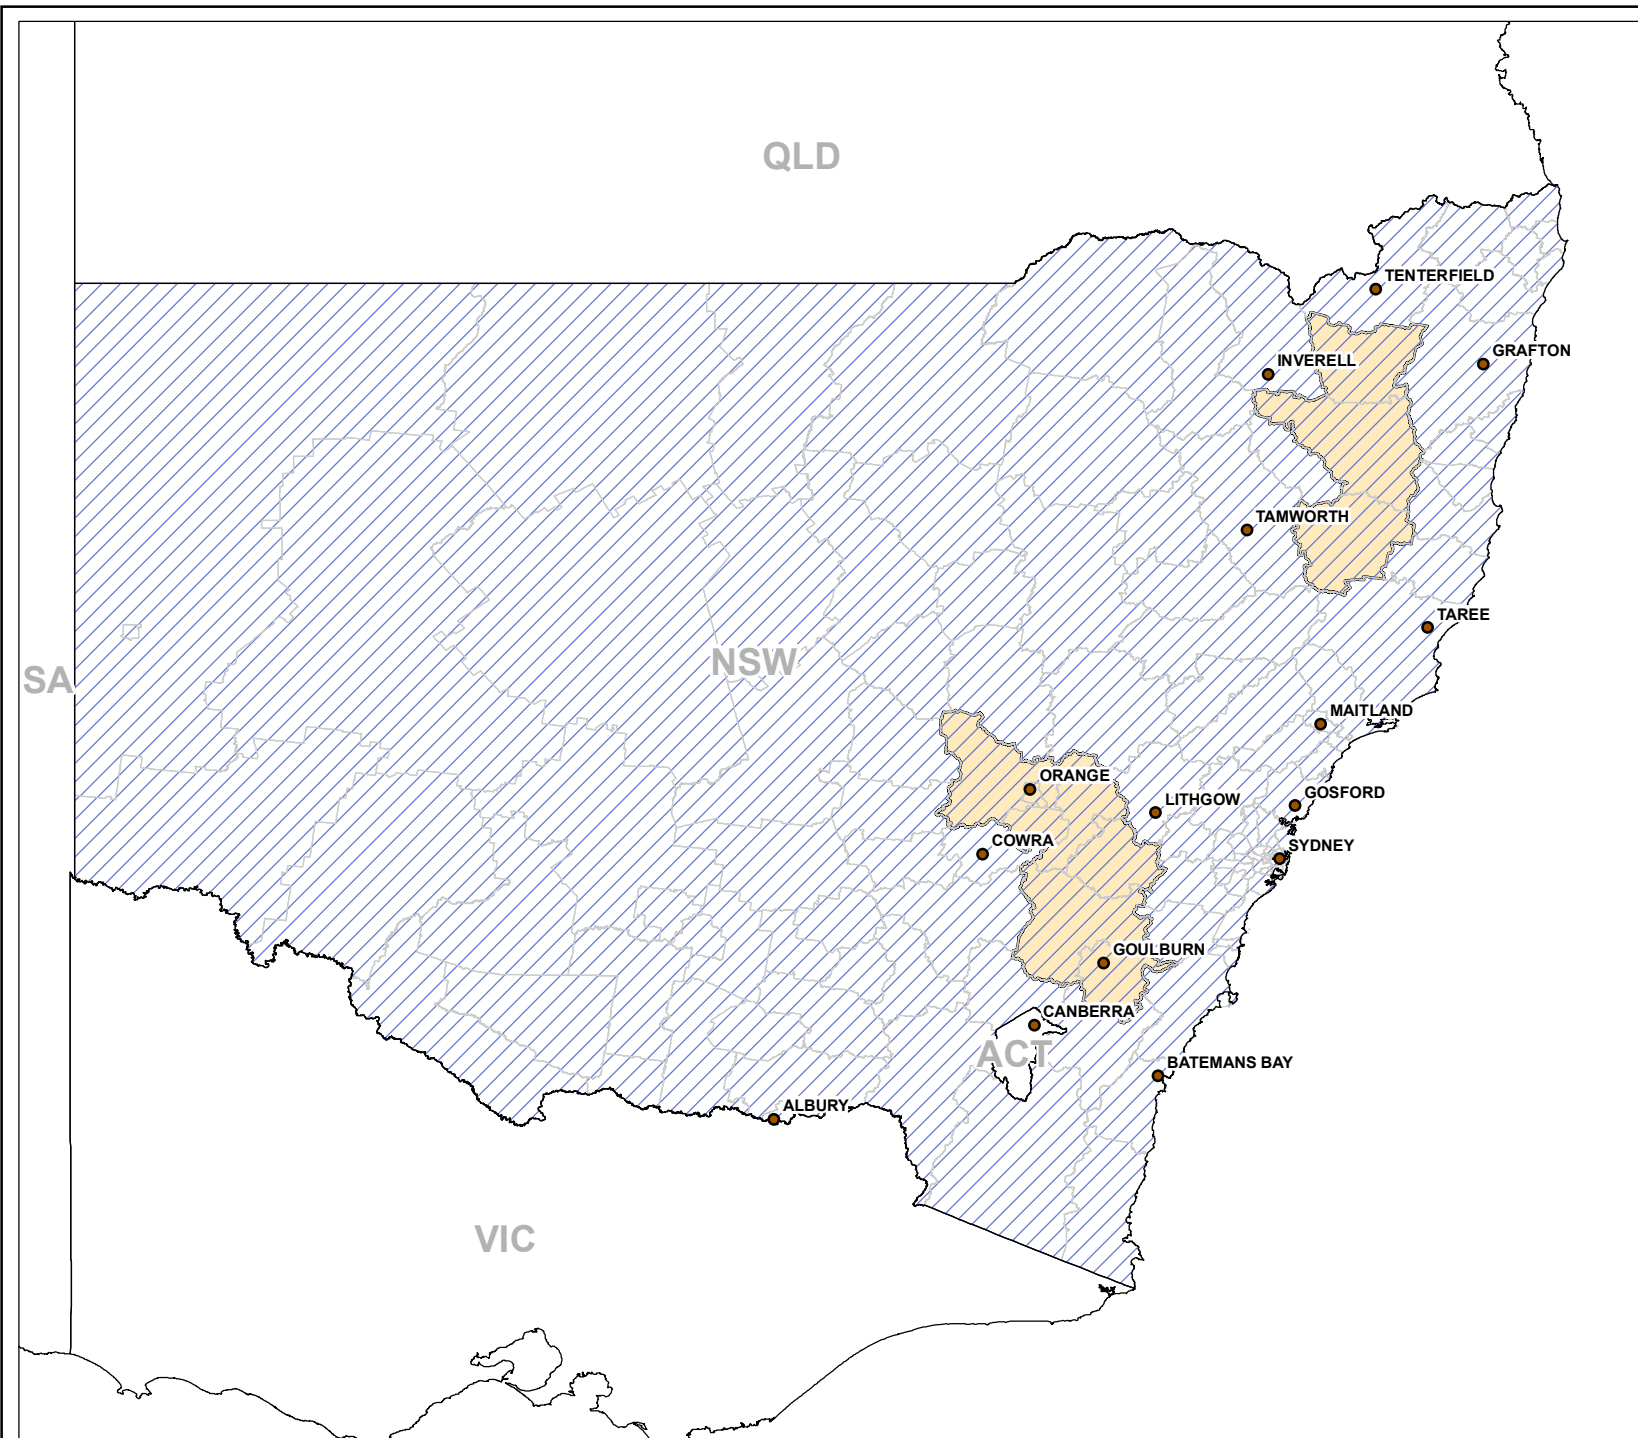 QLD
TENTERFIELD
GRAFTON
INVERELL
TAMWORTH
TAREE
NSW
SA
MAITLAND
ORANGE
GOSFORD
LITHGOW
COWRA
SYDNEY
GOULBURN
CANBERRA
ACT
BATEMANS BAY
ALBURY
VIC